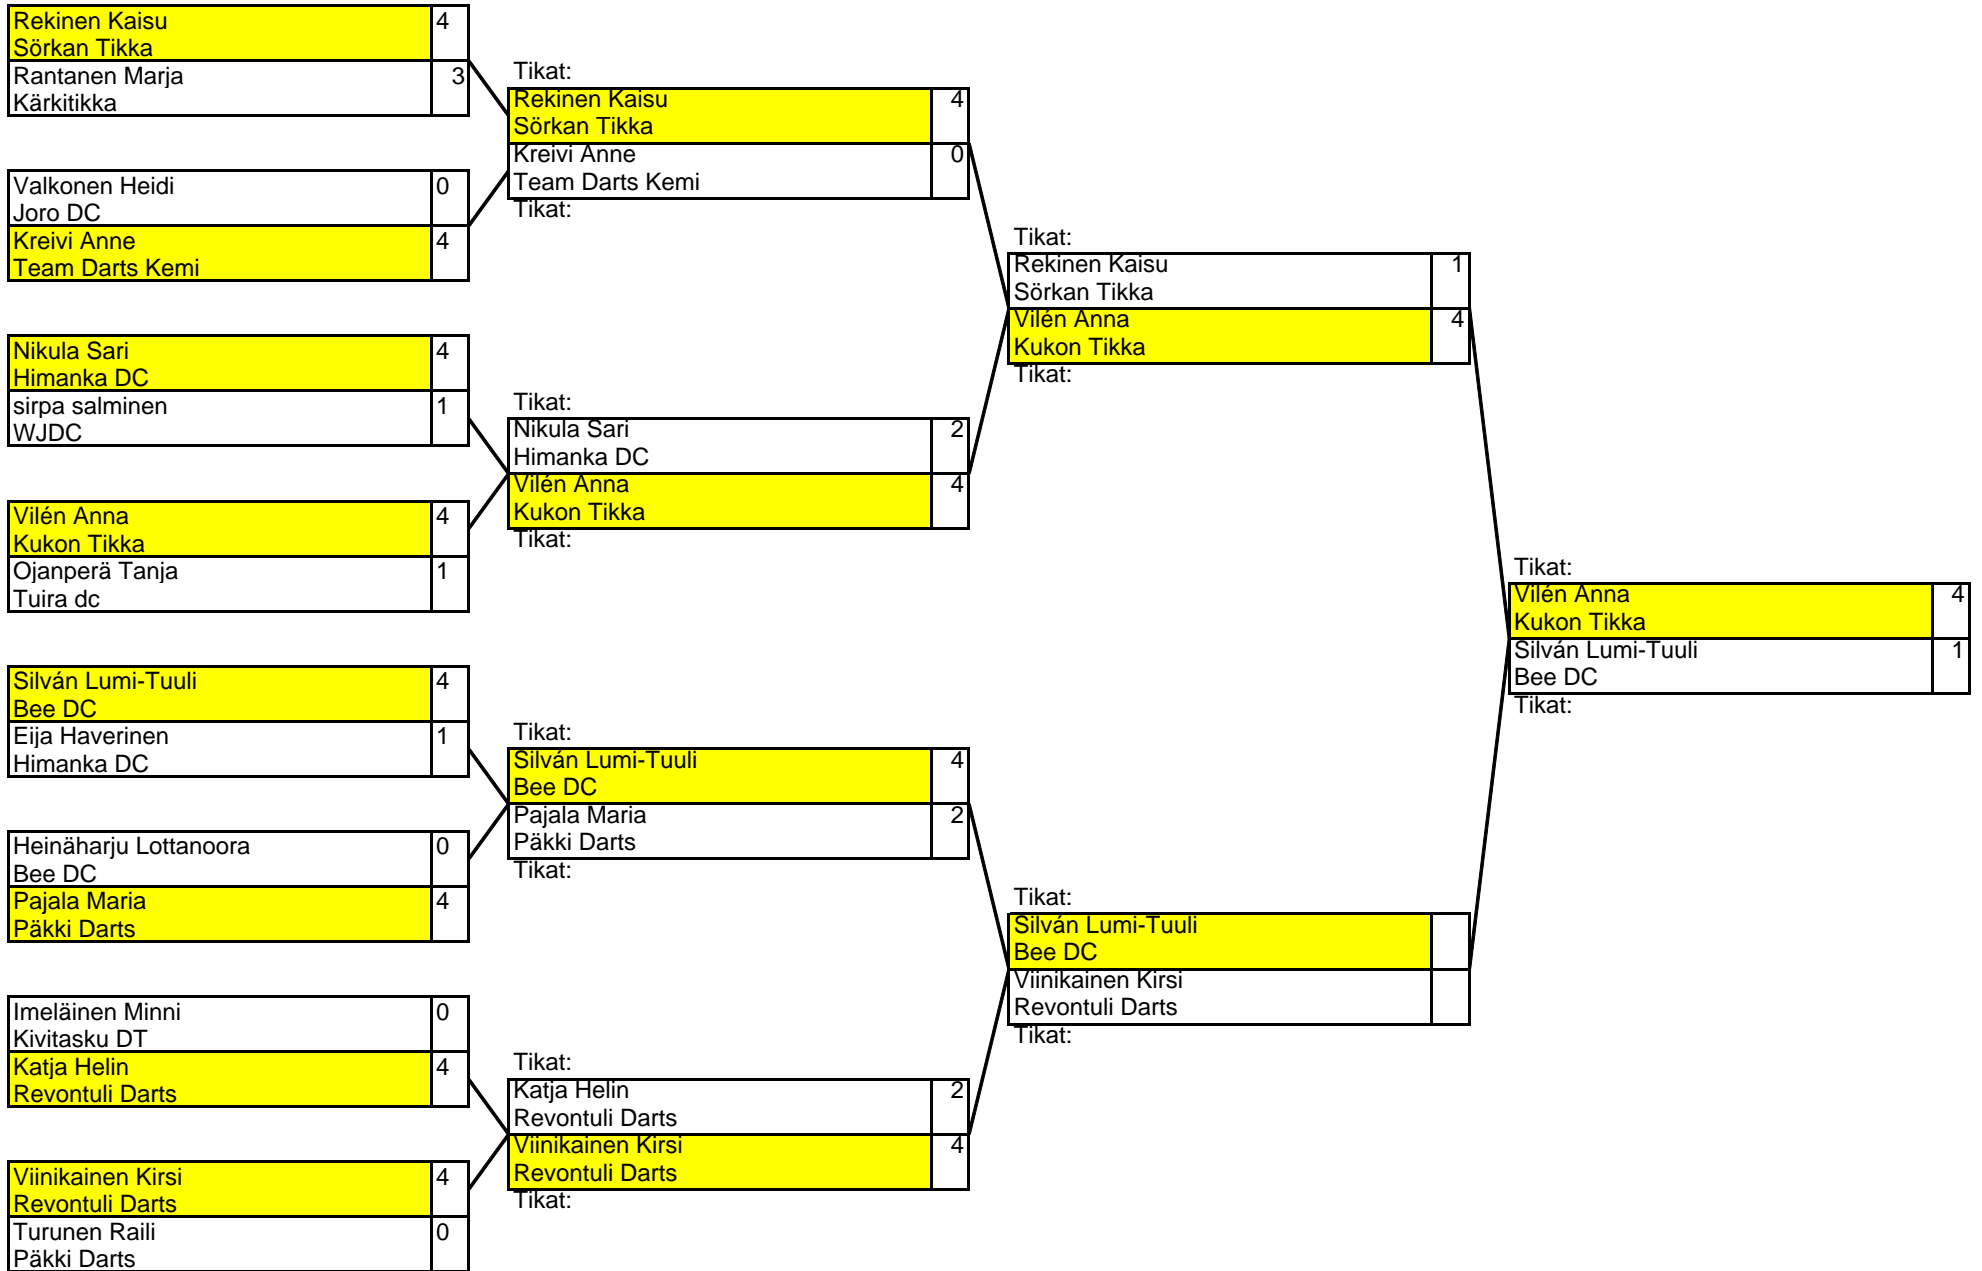 Rekinen Kaisu 4
Sörkan Tikka
Rantanen Marja 3
Kärkitikka
Valkonen Heidi 0
Joro DC
Kreivi Anne 4
Team Darts Kemi
Nikula Sari 4
Himanka DC
sirpa salminen 1
WJDC
Vilén Anna 4
Kukon Tikka
Ojanperä Tanja 1
Tuira dc
Silván Lumi-Tuuli 4
Bee DC
Eija Haverinen 1
Himanka DC
Heinäharju Lottanoora 0
Bee DC
Pajala Maria 4
Päkki Darts
Imeläinen Minni 0
Kivitasku DT
Katja Helin 4
Revontuli Darts
Viinikainen Kirsi 4
Revontuli Darts
Turunen Raili 0
Päkki Darts
Tikat:
Rekinen Kaisu 4
Sörkan Tikka
Kreivi Anne 0
Team Darts Kemi
Tikat:
Tikat:
Nikula Sari 2
Himanka DC
Vilén Anna 4
Kukon Tikka
Tikat:
Tikat:
Silván Lumi-Tuuli 4
Bee DC
Pajala Maria 2
Päkki Darts
Tikat:
Tikat:
Katja Helin 2
Revontuli Darts
Viinikainen Kirsi 4
Revontuli Darts
Tikat:
Tikat:
Rekinen Kaisu 1
Sörkan Tikka
Vilén Anna 4
Kukon Tikka
Tikat:
Tikat:
Silván Lumi-Tuuli
Bee DC
Viinikainen Kirsi
Revontuli Darts
Tikat:
Tikat:
Vilén Anna 4
Kukon Tikka
Silván Lumi-Tuuli 1
Bee DC
Tikat: